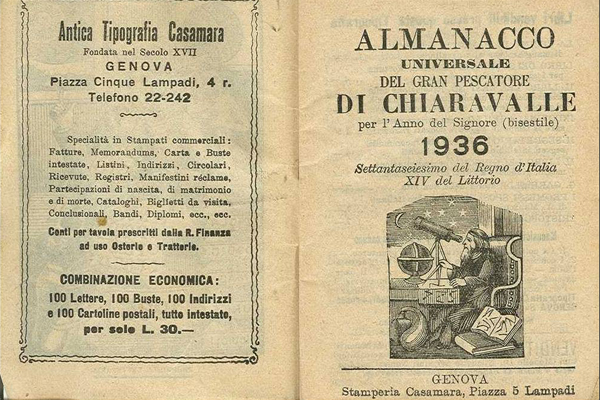 Antica Tipografia Casamara
Fondata nel Secolo XVII
GENOVA
Piazza Cinque Lampadi, 4 r.
Telefono 22-242
Specialità in Stampati commerciali:
Fatture, Memorandums, Carta e Buste
intestate, Listini, Indirizzi, Circolari,
Ricevute, Registri, Manifestini réclame,
Partecipazioni di nascita, di matrimonio
e di morte, Cataloghi, Biglietti da visita,
Conclusionali, Bandi, Diplomi, ecc., ecc.
Conti per tavola prescritti dalla R. Finanza
ad uso Osterie e Trattorie.
COMBINAZIONE ECONOMICA:
100 Lettere, 100 Buste, 100 Indirizzi
e 100 Cartoline postali, tutte intestate,
per sole L. 30.—
ALMANACCO
UNIVERSALE
DEL GRAN PESCATORE
DI CHIARAVALLE
per l'Anno del Signore (bisestile)
1936
Settantaseiesimo del Regno d'Italia
XIV del Littorio
GENOVA
Stamperia Casamara, Piazza 5 Lampadi